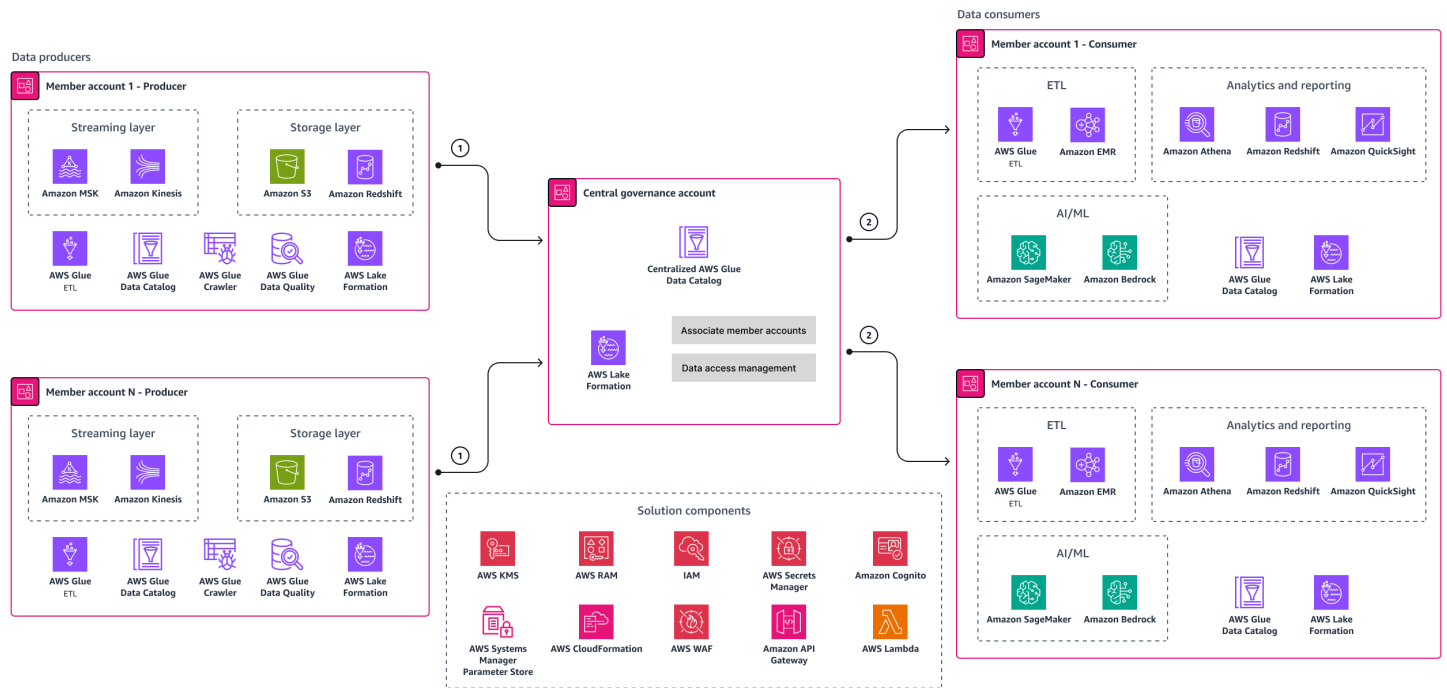 Data producers
Member account 1 - Producer
Streaming layer
Amazon MSK
Amazon Kinesis
Storage layer
Amazon S3
Amazon Redshift
AWS Glue
ETL
AWS Glue
Data Catalog
AWS Glue
Crawler
AWS Glue
Data Quality
AWS Lake
Formation
1
Member account N - Producer
Streaming layer
Amazon MSK
Amazon Kinesis
Storage layer
Amazon S3
Amazon Redshift
AWS Glue
ETL
AWS Glue
Data Catalog
AWS Glue
Crawler
AWS Glue
Data Quality
AWS Lake
Formation
1
Central governance account
Centralized AWS Glue
Data Catalog
AWS Lake
Formation
Associate member accounts
Data access management
2
2
Solution components
AWS KMS
AWS RAM
IAM
AWS Secrets
Manager
Amazon Cognito
AWS Systems
Manager
Parameter Store
AWS CloudFormation
AWS WAF
Amazon API
Gateway
AWS Lambda
Data consumers
Member account 1 - Consumer
ETL
AWS Glue
ETL
Amazon EMR
Analytics and reporting
Amazon Athena
Amazon Redshift
Amazon QuickSight
AI/ML
Amazon SageMaker
Amazon Bedrock
AWS Glue
Data Catalog
AWS Lake
Formation
Member account N - Consumer
ETL
AWS Glue
ETL
Amazon EMR
Analytics and reporting
Amazon Athena
Amazon Redshift
Amazon QuickSight
AI/ML
Amazon SageMaker
Amazon Bedrock
AWS Glue
Data Catalog
AWS Lake
Formation